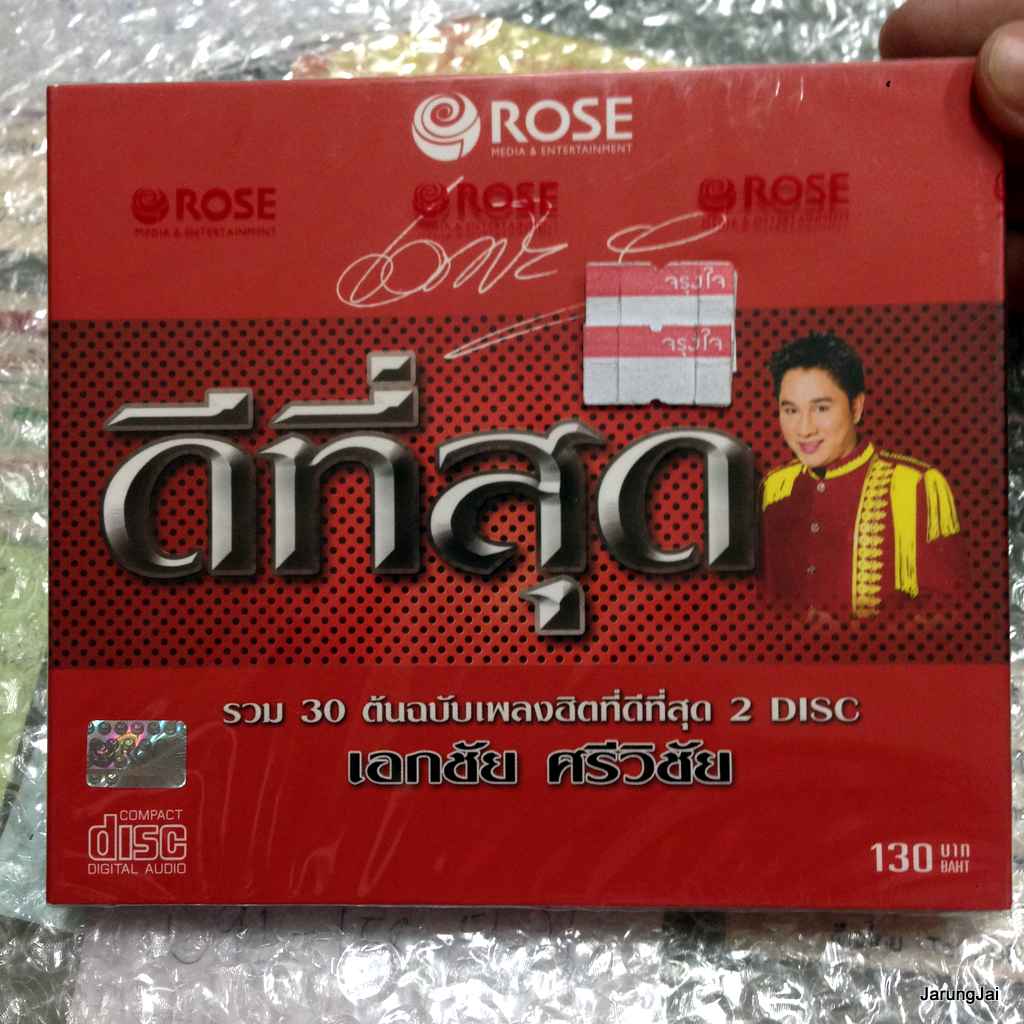 ROSE
MEDIA & ENTERTAINMENT
ROSE ROSE ROSE
MEDIA & ENTERTAINMENT
จรุงใจ
จรุงใจ
ดีที่สุด
รวม 30 ต้นฉบับเพลงฮิตที่ดีที่สุด 2 DISC
เอกชัย ศรีวิชัย
COMPACT
disc
DIGITAL AUDIO
130 บาท
BAHT
JarungJai